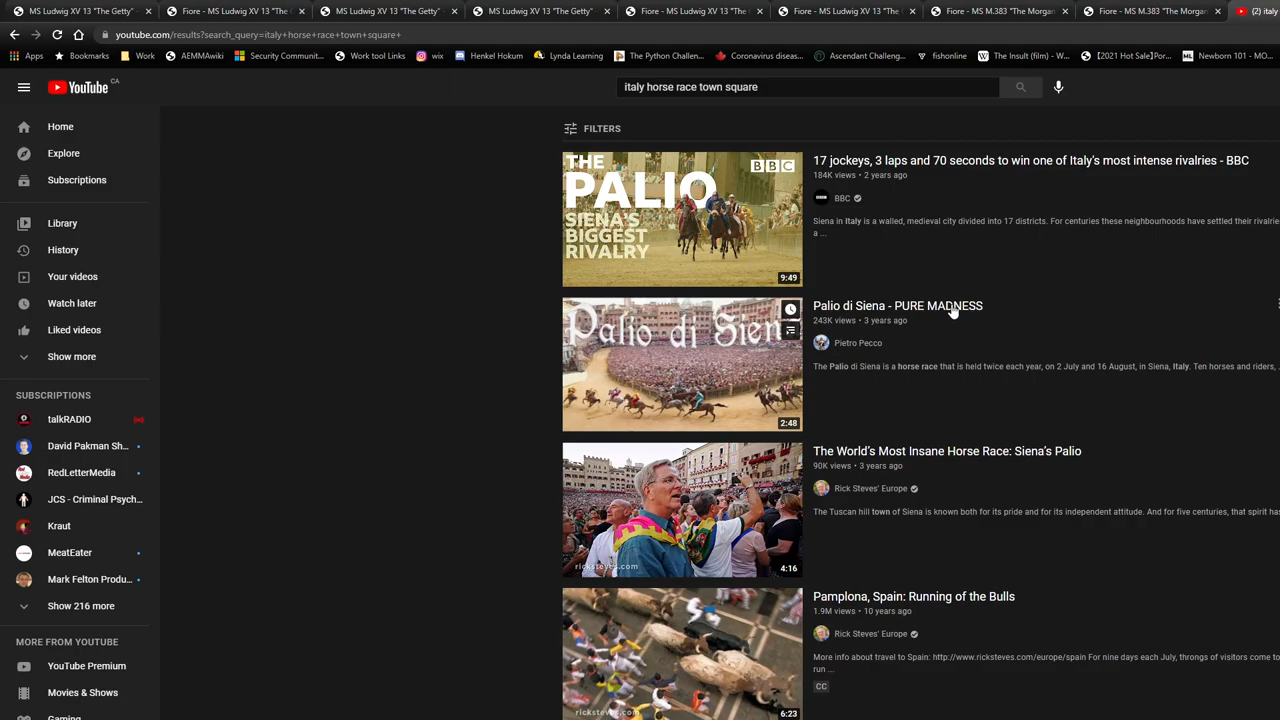 MS Ludwig XV 13 "The Getty"
Fiore - MS Ludwig XV 13 "The
MS Ludwig XV 13 "The Getty"
MS Ludwig XV 13 "The Getty"
Fiore - MS Ludwig XV 13 "The
Fiore - MS Ludwig XV 13 "The
Fiore - MS M.383 "The Morgan
Fiore - MS M.383 "The Morgan
(2) italy
youtube.com/results?search_query=italy+horse+race+town+square+
Apps
Bookmarks
Work
AEMMAwiki
Security Communit...
Work tool Links
wix
Henkel Hokum
Lynda Learning
The Python Challen...
Coronavirus diseas...
Ascendant Challeng...
fishonline
The Insult (film) - W...
【2021 Hot Sale】Por...
Newborn 101 - MO...
YouTube CA
italy horse race town square
Home
Explore
Subscriptions
Library
History
Your videos
Watch later
Liked videos
Show more
SUBSCRIPTIONS
talkRADIO
David Pakman Sh...
RedLetterMedia
JCS - Criminal Psych...
Kraut
MeatEater
Mark Felton Produ...
Show 216 more
MORE FROM YOUTUBE
YouTube Premium
Movies & Shows
Gaming
FILTERS
THE
PALIO
SIENA'S
BIGGEST
RIVALRY
BBC
9:49
17 jockeys, 3 laps and 70 seconds to win one of Italy's most intense rivalries - BBC
184K views • 2 years ago
BBC
Siena in Italy is a walled, medieval city divided into 17 districts. For centuries these neighbourhoods have settled their rivalrie
a ...
Palio di Sien
2:48
Palio di Siena - PURE MADNESS
243K views • 3 years ago
Pietro Pecco
The Palio di Siena is a horse race that is held twice each year, on 2 July and 16 August, in Siena, Italy. Ten horses and riders, .
ricksteves.com
4:16
The World's Most Insane Horse Race: Siena's Palio
90K views • 3 years ago
Rick Steves' Europe
The Tuscan hill town of Siena is known both for its pride and for its independent attitude. And for five centuries, that spirit has
ricksteves.com
6:23
Pamplona, Spain: Running of the Bulls
1.9M views • 10 years ago
Rick Steves' Europe
More info about travel to Spain: http://www.ricksteves.com/europe/spain For nine days each July, throngs of visitors come to
run ...
CC